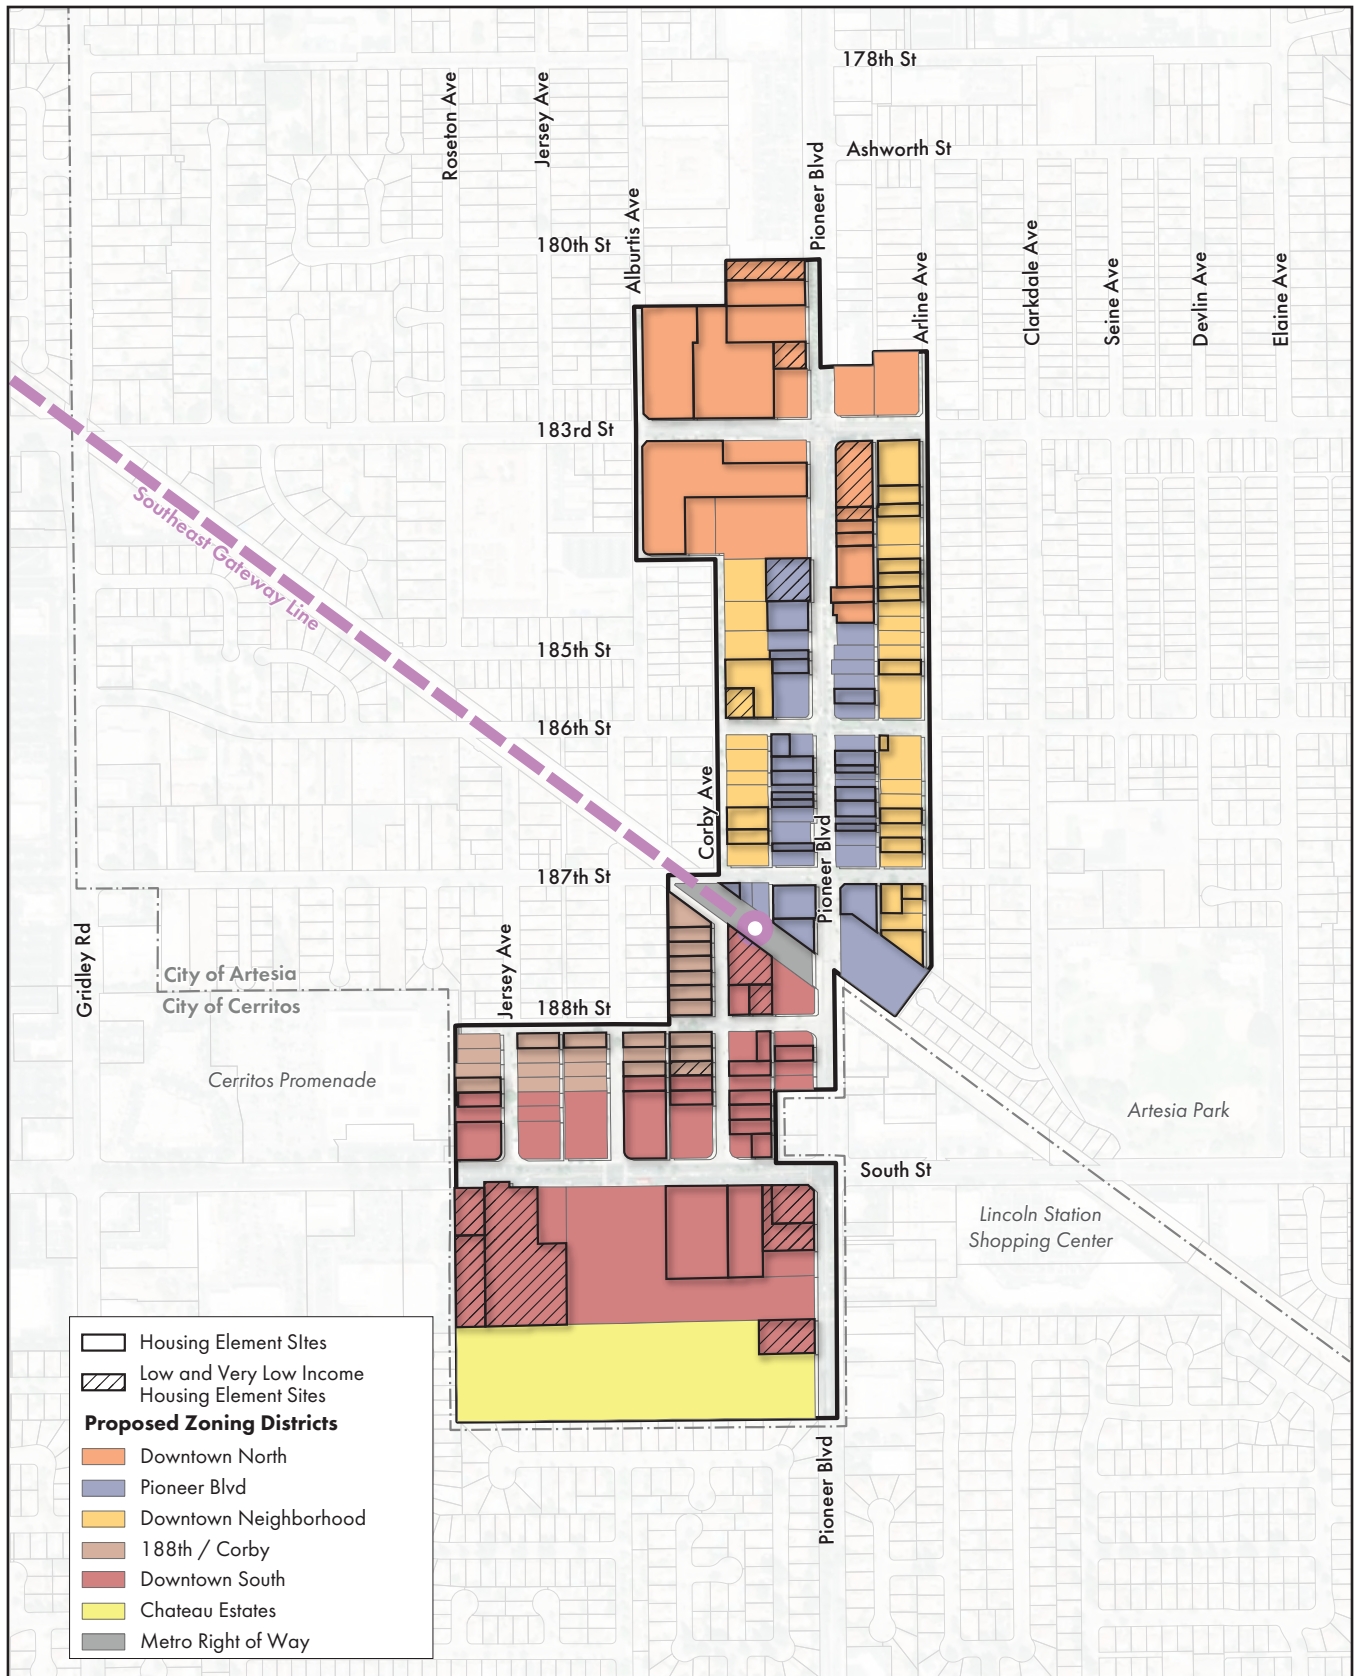 178th St
Roseton Ave
Jersey Ave
Pioneer Blvd
Ashworth St
Alburtis Ave
180th St
Arline Ave
Clarkdale Ave
Seine Ave
Devlin Ave
Elaine Ave
183rd St
Southeast Gateway Line
185th St
186th St
Corby Ave
Pioneer Blvd
187th St
Gridley Rd
Jersey Ave
City of Artesia
City of Cerritos
188th St
Cerritos Promenade
Artesia Park
South St
Lincoln Station
Shopping Center
Housing Element SItes
Low and Very Low Income
Housing Element Sites
Proposed Zoning Districts
Downtown North
Pioneer Blvd
Downtown Neighborhood
188th / Corby
Downtown South
Chateau Estates
Metro Right of Way
Pioneer Blvd